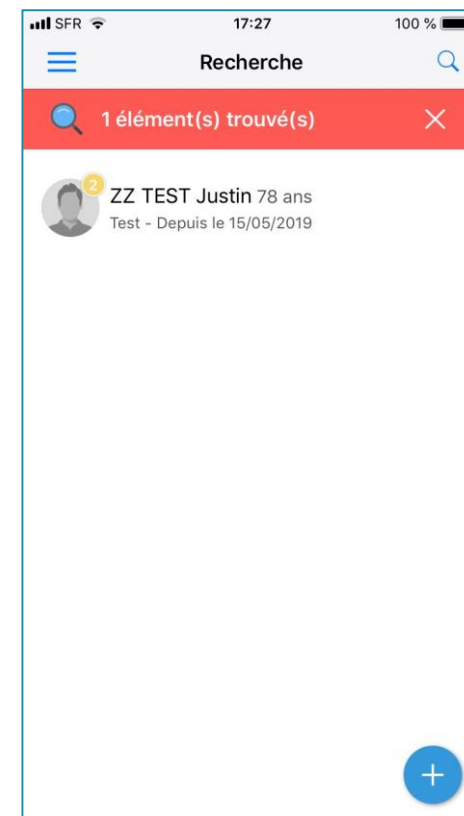 SFR 17:27 100 %
Recherche
1 élément(s) trouvé(s)
2
ZZ TEST Justin 78 ans
Test - Depuis le 15/05/2019